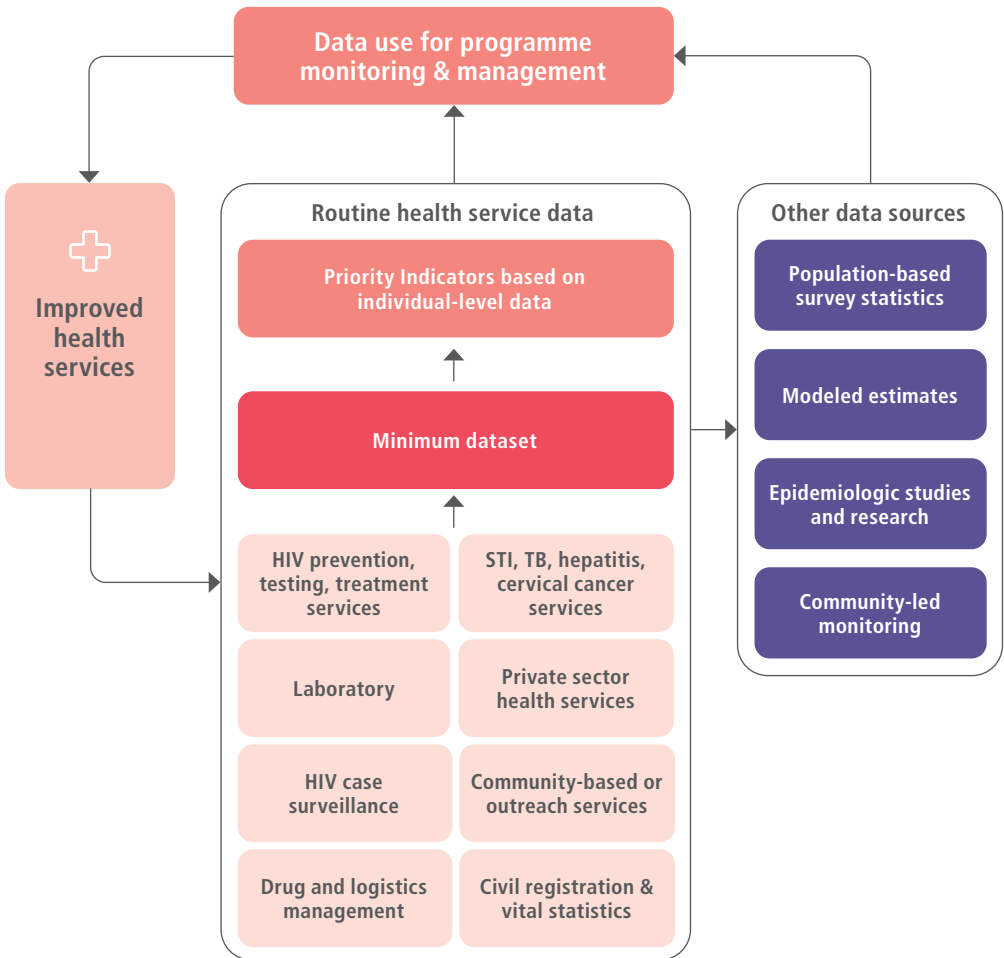 Data use for programme
monitoring & management
Improved
health
services
Routine health service data
Priority Indicators based on
individual-level data
Minimum dataset
HIV prevention,
testing, treatment
services
STI, TB, hepatitis,
cervical cancer
services
Laboratory
Private sector
health services
HIV case
surveillance
Community-based or
outreach services
Drug and logistics
management
Civil registration &
vital statistics
Other data sources
Population-based
survey statistics
Modeled estimates
Epidemiologic studies
and research
Community-led
monitoring